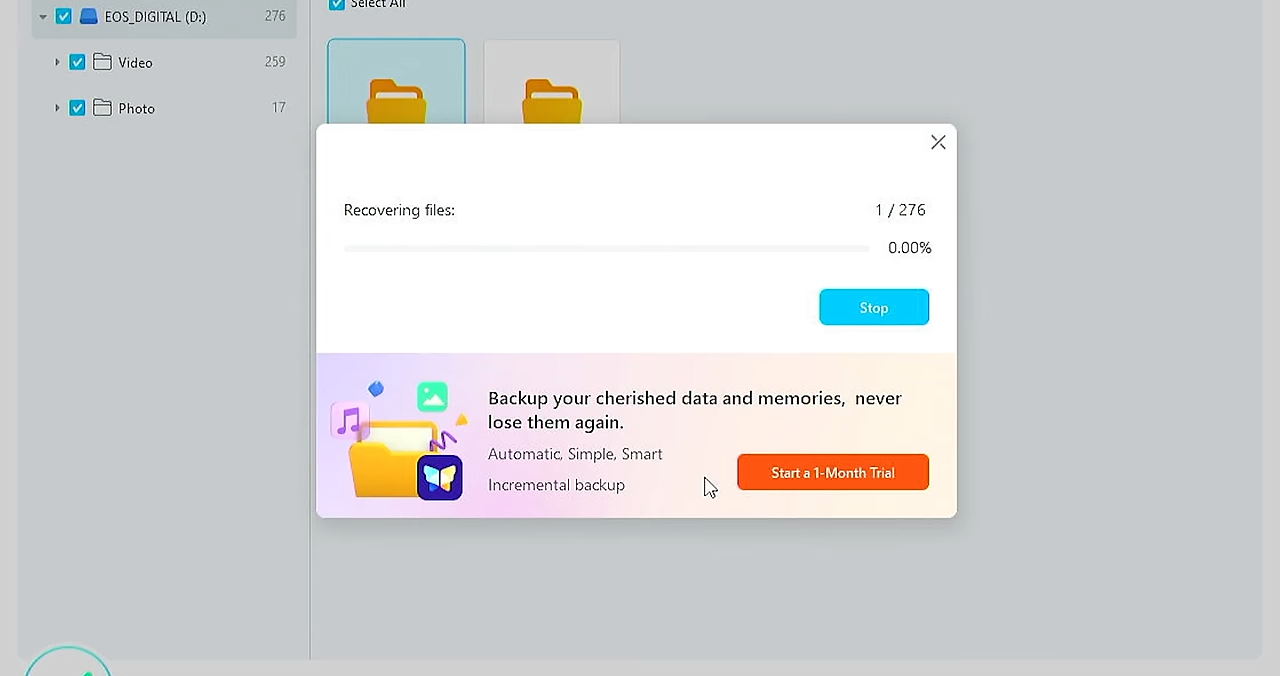 EOS_DIGITAL (D:) 276
Select All
Video 259
Photo 17
Recovering files: 1 / 276
0.00%
Stop
Backup your cherished data and memories, never
lose them again.
Automatic, Simple, Smart
Incremental backup
Start a 1-Month Trial